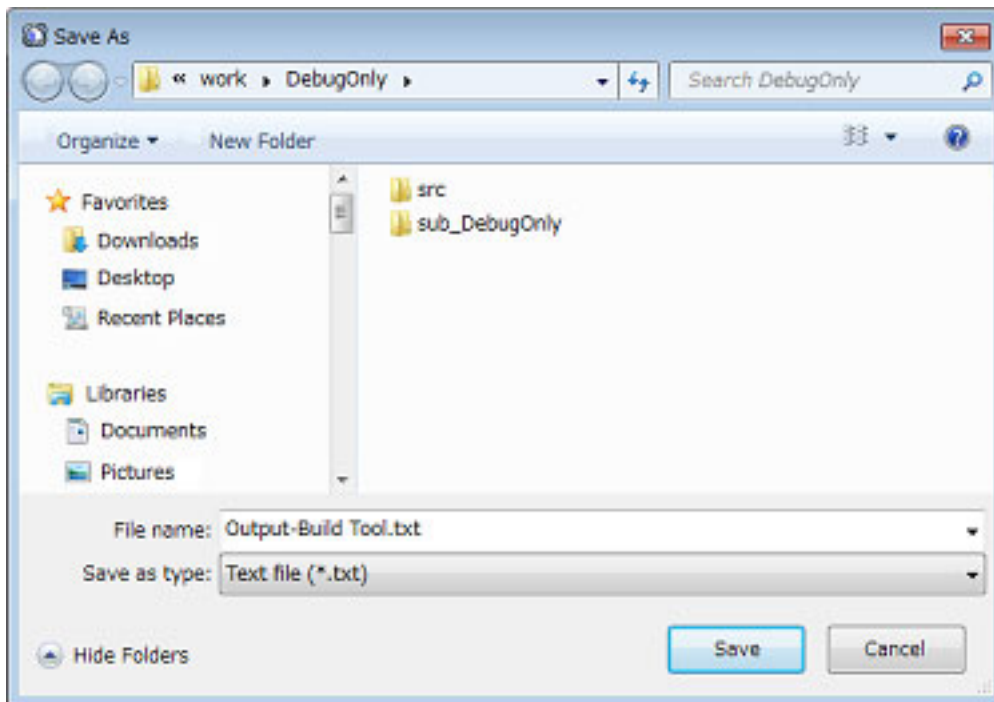 Save As
« work ▸ DebugOnly ▸
Search DebugOnly
Organize ▾ New Folder
Favorites
Downloads
Desktop
Recent Places
Libraries
Documents
Pictures
src
sub_DebugOnly
File name: Output-Build Tool.txt
Save as type: Text file (*.txt)
Hide Folders
Save
Cancel